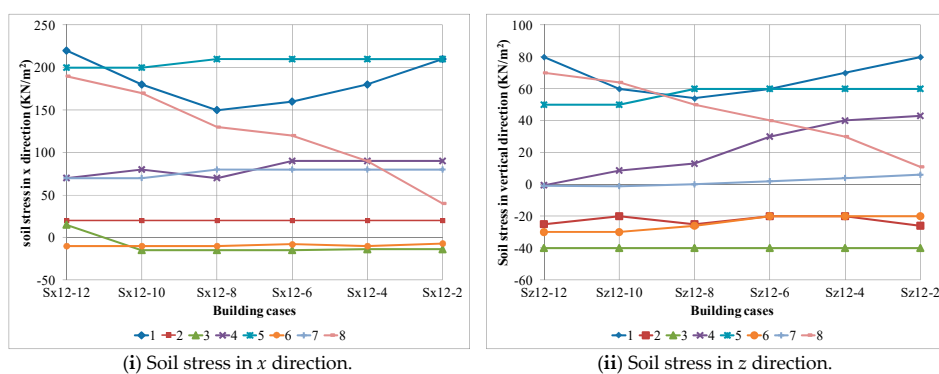 250
200
150
100
50
0
-50
soil stress in x direction (KN/m²)
Sx12-12 Sx12-10 Sx12-8 Sx12-6 Sx12-4 Sx12-2
Building cases
1 2 3 4 5 6 7 8
(i) Soil stress in x direction.
100
80
60
40
20
0
-20
-40
-60
Soil stress in vertical direction (KN/m²)
Sz12-12 Sz12-10 Sz12-8 Sz12-6 Sz12-4 Sz12-2
Building cases
1 2 3 4 5 6 7 8
(ii) Soil stress in z direction.